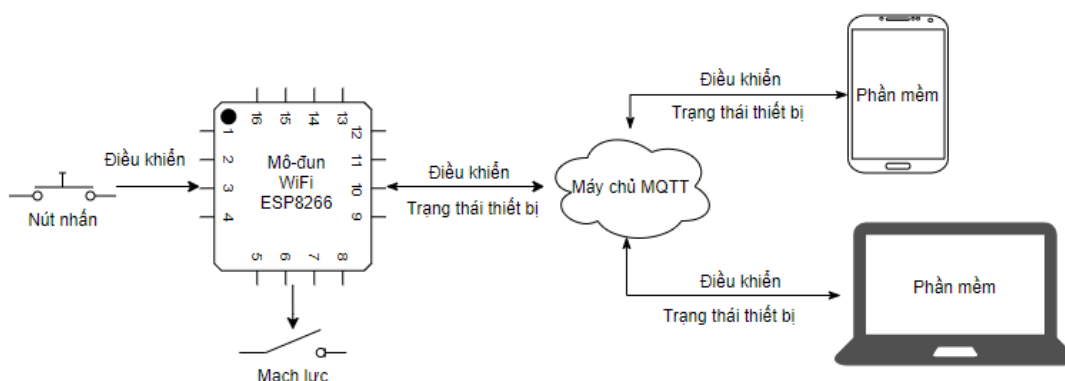 Điều khiển
Phần mềm
Trạng thái thiết bị
16 15 14 13
1
12
2
11
3
10
4
9
5 6 7 8
Mô-đun
WiFi
ESP8266
Điều khiển
Nút nhấn
Điều khiển
Trạng thái thiết bị
Máy chủ MQTT
Mạch lực
Điều khiển
Trạng thái thiết bị
Phần mềm